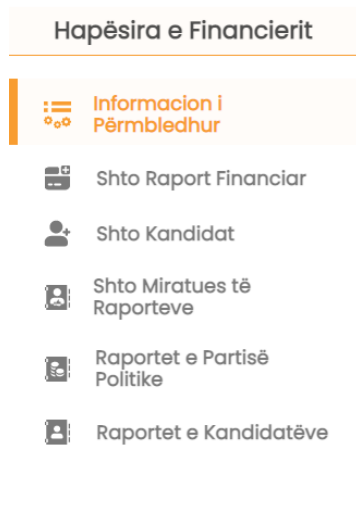 Hapësira e Financierit
Informacion i
Përmbledhur
Shto Raport Financiar
Shto Kandidat
Shto Miratues të
Raporteve
Raportet e Partisë
Politike
Raportet e Kandidatëve